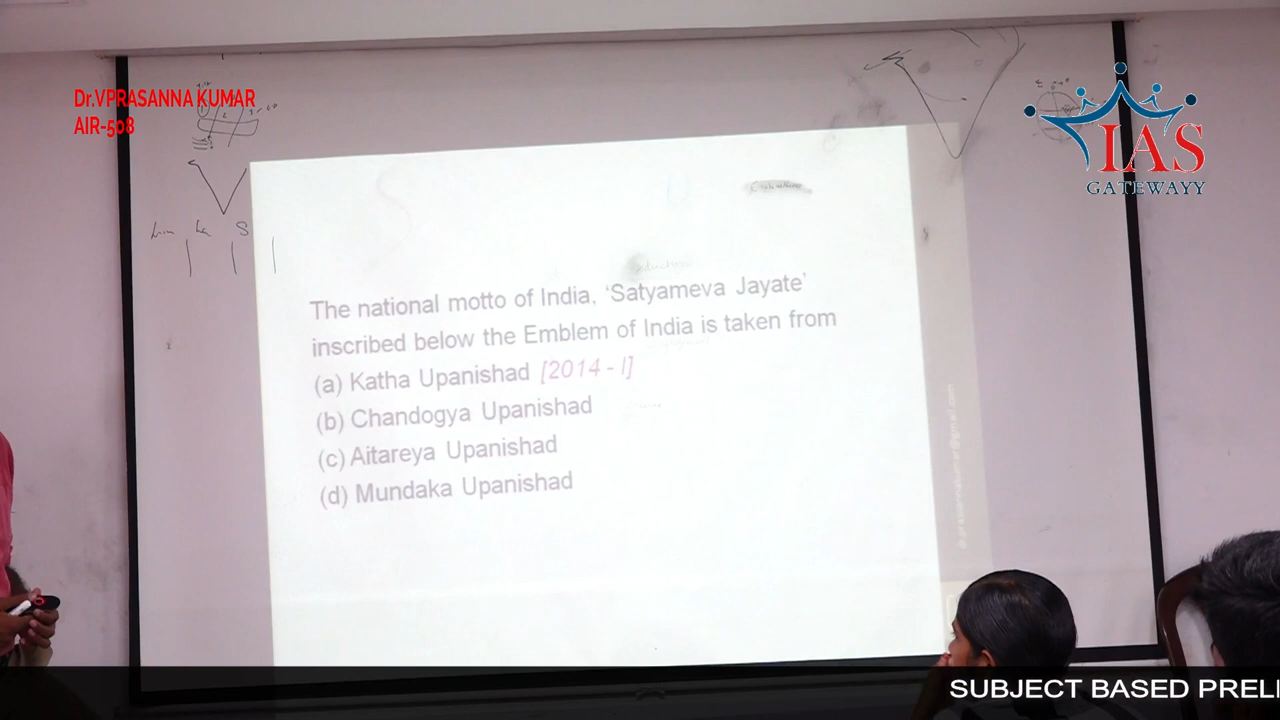 Dr.VPRASANNA KUMAR
AIR-508
IAS
GATEWAYY
The national motto of India, ‘Satyameva Jayate’
inscribed below the Emblem of India is taken from
(a) Katha Upanishad [2014 - I]
(b) Chandogya Upanishad
(c) Aitareya Upanishad
(d) Mundaka Upanishad
SUBJECT BASED PRELI